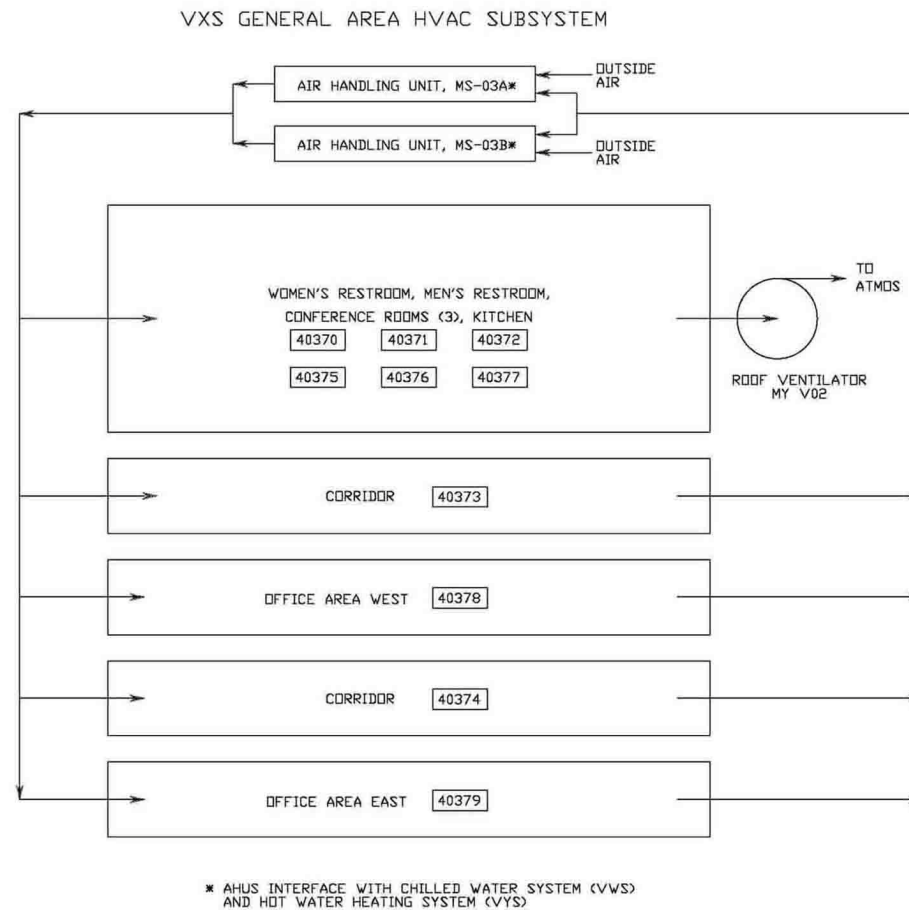 VXS GENERAL AREA HVAC SUBSYSTEM
AIR HANDLING UNIT, MS-03A*
OUTSIDE
AIR
AIR HANDLING UNIT, MS-03B*
OUTSIDE
AIR
WOMEN'S RESTROOM, MEN'S RESTROOM,
CONFERENCE ROOMS (3), KITCHEN
40370 40371 40372
40375 40376 40377
TO
ATMOS
ROOF VENTILATOR
MY V02
CORRIDOR 40373
OFFICE AREA WEST 40378
CORRIDOR 40374
OFFICE AREA EAST 40379
* AHUS INTERFACE WITH CHILLED WATER SYSTEM (VWS)
AND HOT WATER HEATING SYSTEM (VYS)